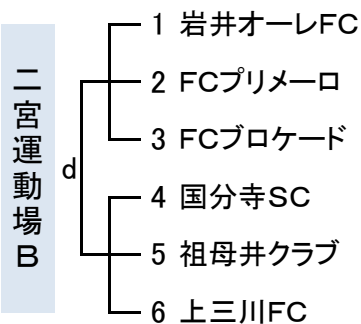 二宮運動場B
d
1 岩井オーレFC
2 FCプリメーロ
3 FCブロケード
4 国分寺SC
5 祖母井クラブ
6 上三川FC